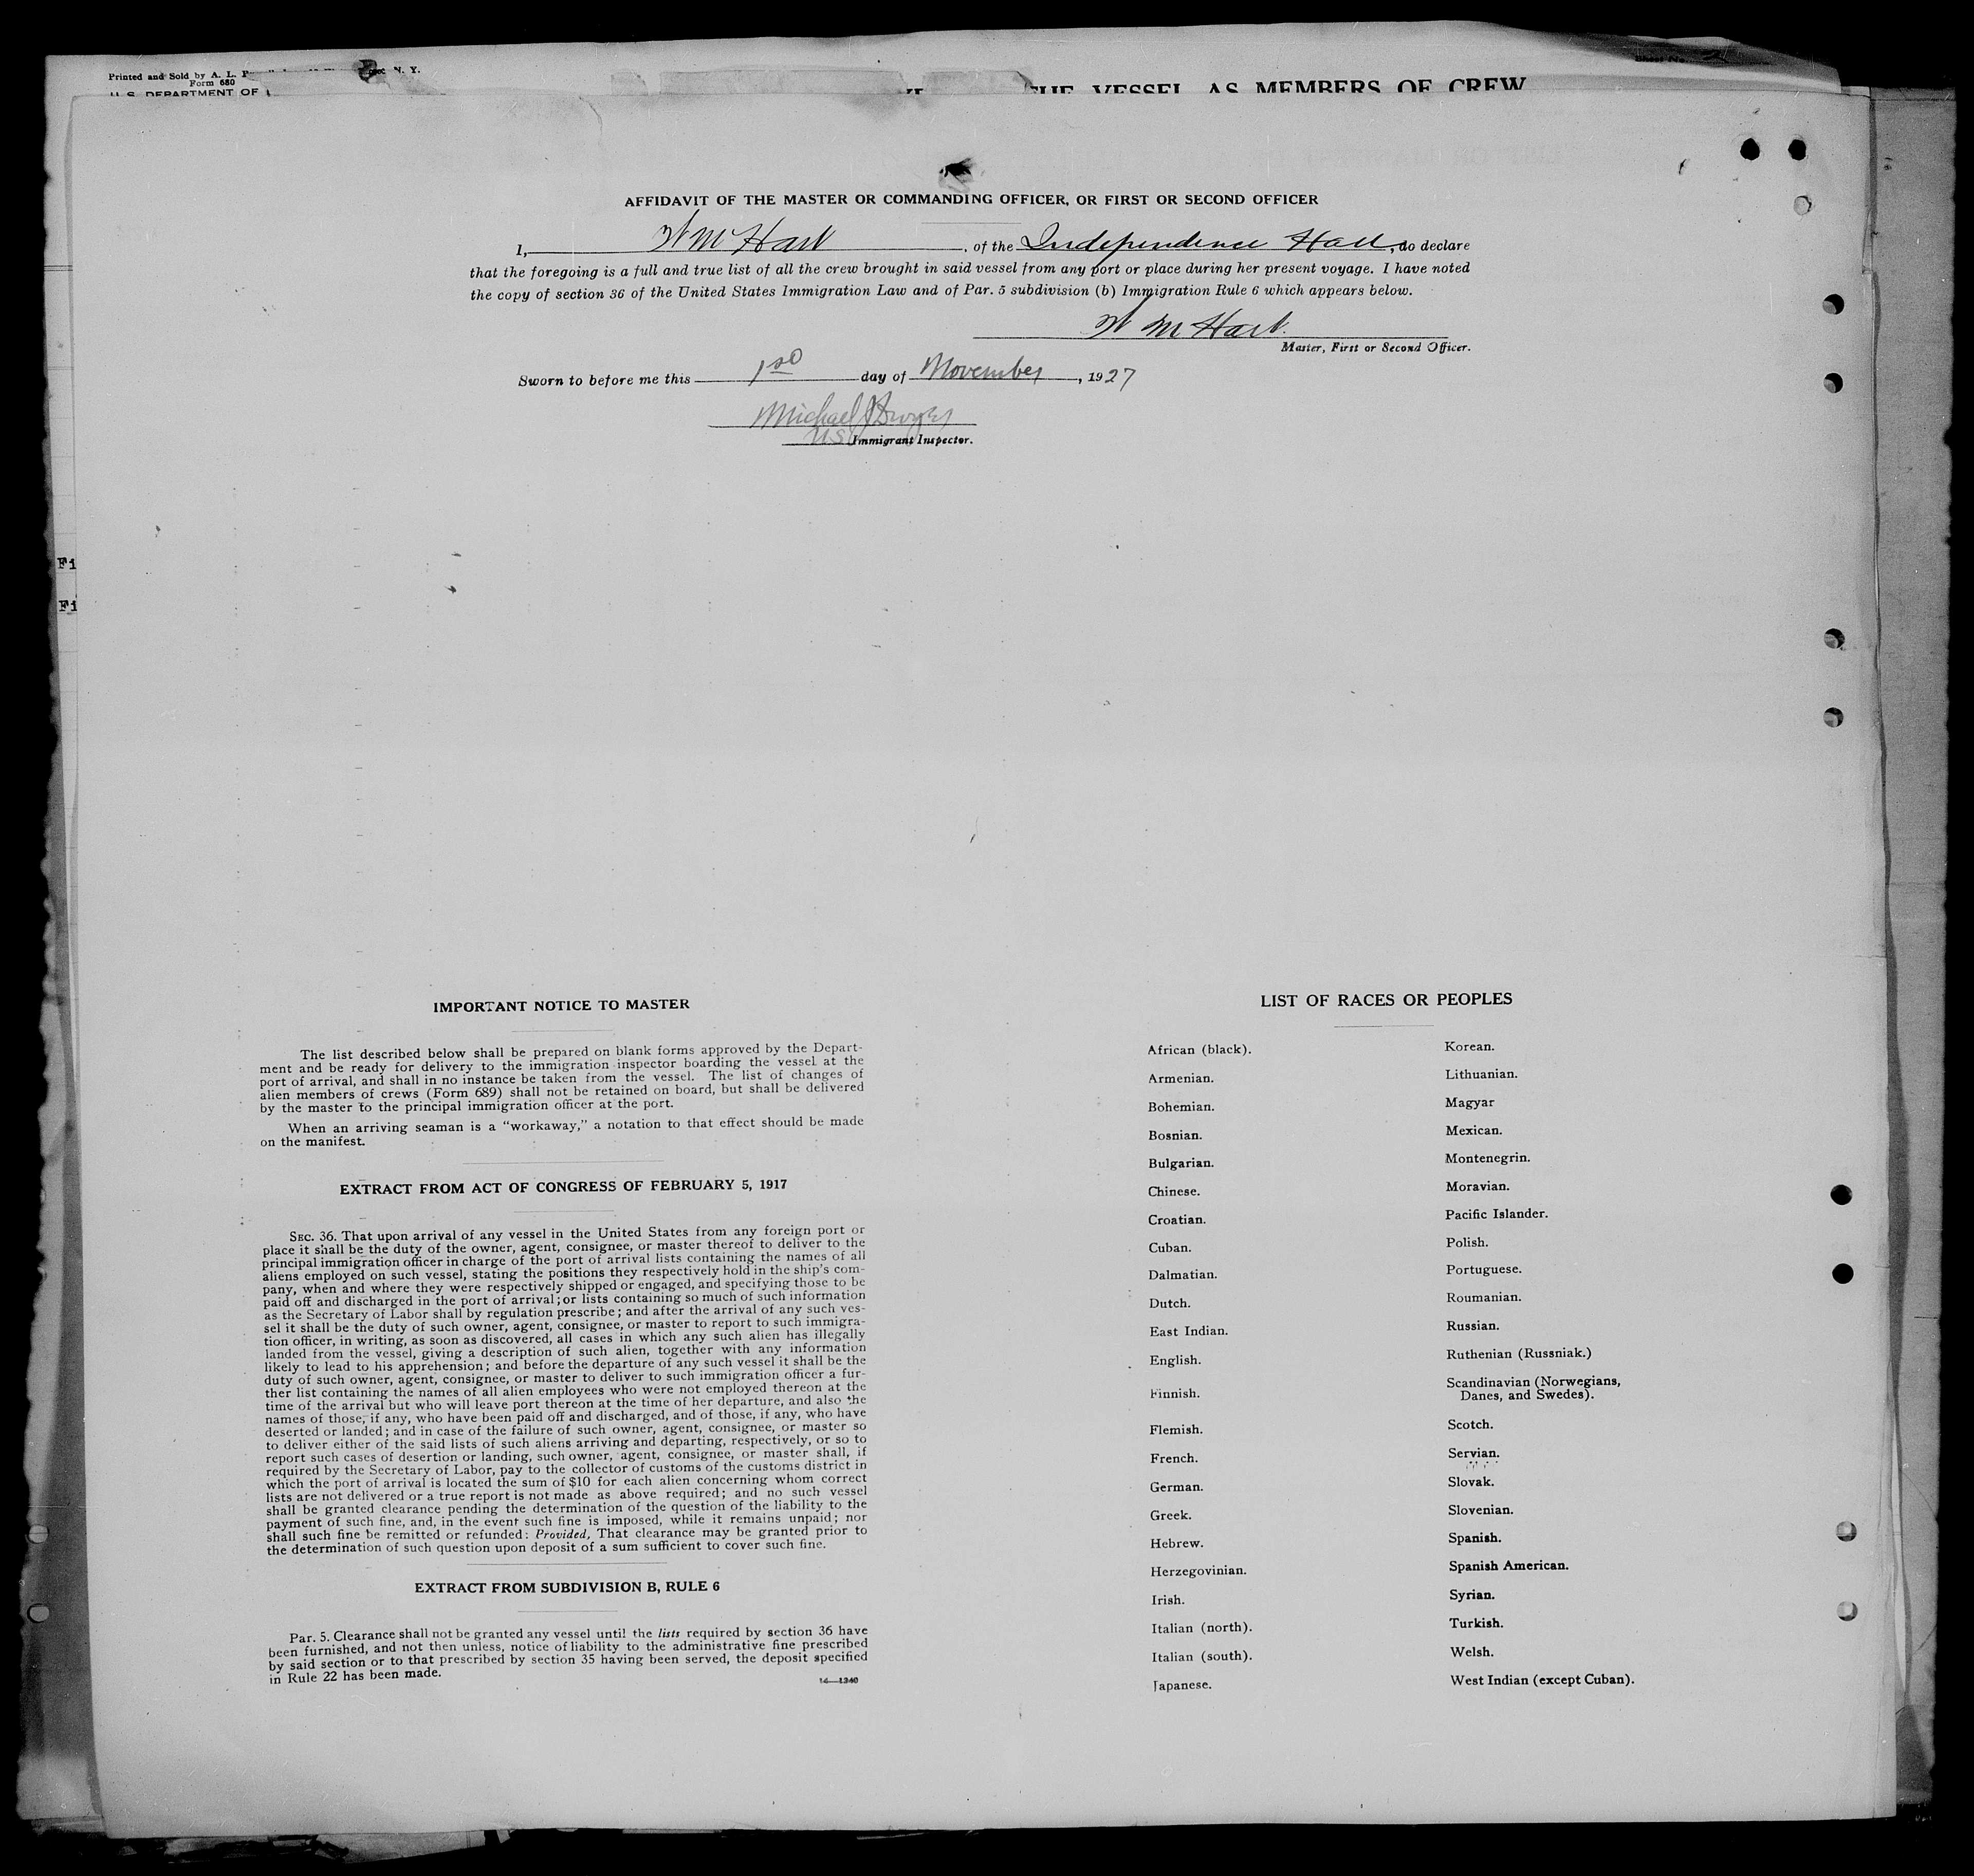 Printed and Sold by A. L. N. Y.
Form 680
U. S. DEPARTMENT OF
THE VESSEL AS MEMBERS OF CREW
Sheet No.
AFFIDAVIT OF THE MASTER OR COMMANDING OFFICER, OR FIRST OR SECOND OFFICER
I, W M Hart, of the Independence Hall, do declare
that the foregoing is a full and true list of all the crew brought in said vessel from any port or place during her present voyage. I have noted
the copy of section 36 of the United States Immigration Law and of Par. 5 subdivision (b) Immigration Rule 6 which appears below.
W M Hart.
Master, First or Second Officer.
Sworn to before me this 1st day of November, 1927
Michael
US Immigrant Inspector.
Fi
Fi
IMPORTANT NOTICE TO MASTER
The list described below shall be prepared on blank forms approved by the Depart-
ment and be ready for delivery to the immigration inspector boarding the vessel at the
port of arrival, and shall in no instance be taken from the vessel. The list of changes of
alien members of crews (Form 689) shall not be retained on board, but shall be delivered
by the master to the principal immigration officer at the port.
When an arriving seaman is a "workaway," a notation to that effect should be made
on the manifest.
EXTRACT FROM ACT OF CONGRESS OF FEBRUARY 5, 1917
SEC. 36. That upon arrival of any vessel in the United States from any foreign port or
place it shall be the duty of the owner, agent, consignee, or master thereof to deliver to the
principal immigration officer in charge of the port of arrival lists containing the names of all
aliens employed on such vessel, stating the positions they respectively hold in the ship's com-
pany, when and where they were respectively shipped or engaged, and specifying those to be
paid off and discharged in the port of arrival; or lists containing so much of such information
as the Secretary of Labor shall by regulation prescribe; and after the arrival of any such ves-
sel it shall be the duty of such owner, agent, consignee, or master to report to such immigra-
tion officer, in writing, as soon as discovered, all cases in which any such alien has illegally
landed from the vessel, giving a description of such alien, together with any information
likely to lead to his apprehension; and before the departure of any such vessel it shall be the
duty of such owner, agent, consignee, or master to deliver to such immigration officer a fur-
ther list containing the names of all alien employees who were not employed thereon at the
time of the arrival but who will leave port thereon at the time of her departure, and also the
names of those, if any, who have been paid off and discharged, and of those, if any, who have
deserted or landed; and in case of the failure of such owner, agent, consignee, or master so
to deliver either of the said lists of such aliens arriving and departing, respectively, or so to
report such cases of desertion or landing, such owner, agent, consignee, or master shall, if
required by the Secretary of Labor, pay to the collector of customs of the customs district in
which the port of arrival is located the sum of $10 for each alien concerning whom correct
lists are not delivered or a true report is not made as above required; and no such vessel
shall be granted clearance pending the determination of the question of the liability to the
payment of such fine, and, in the event such fine is imposed, while it remains unpaid; nor
shall such fine be remitted or refunded: Provided, That clearance may be granted prior to
the determination of such question upon deposit of a sum sufficient to cover such fine.
EXTRACT FROM SUBDIVISION B, RULE 6
Par. 5. Clearance shall not be granted any vessel until the lists required by section 36 have
been furnished, and not then unless, notice of liability to the administrative fine prescribed
by said section or to that prescribed by section 35 having been served, the deposit specified
in Rule 22 has been made.
14—1240
LIST OF RACES OR PEOPLES
African (black).
Armenian.
Bohemian.
Bosnian.
Bulgarian.
Chinese.
Croatian.
Cuban.
Dalmatian.
Dutch.
East Indian.
English.
Finnish.
Flemish.
French.
German.
Greek.
Hebrew.
Herzegovinian.
Irish.
Italian (north).
Italian (south).
Japanese.
Korean.
Lithuanian.
Magyar
Mexican.
Montenegrin.
Moravian.
Pacific Islander.
Polish.
Portuguese.
Roumanian.
Russian.
Ruthenian (Russniak.)
Scandinavian (Norwegians,
Danes, and Swedes).
Scotch.
Servian.
Slovak.
Slovenian.
Spanish.
Spanish American.
Syrian.
Turkish.
Welsh.
West Indian (except Cuban).